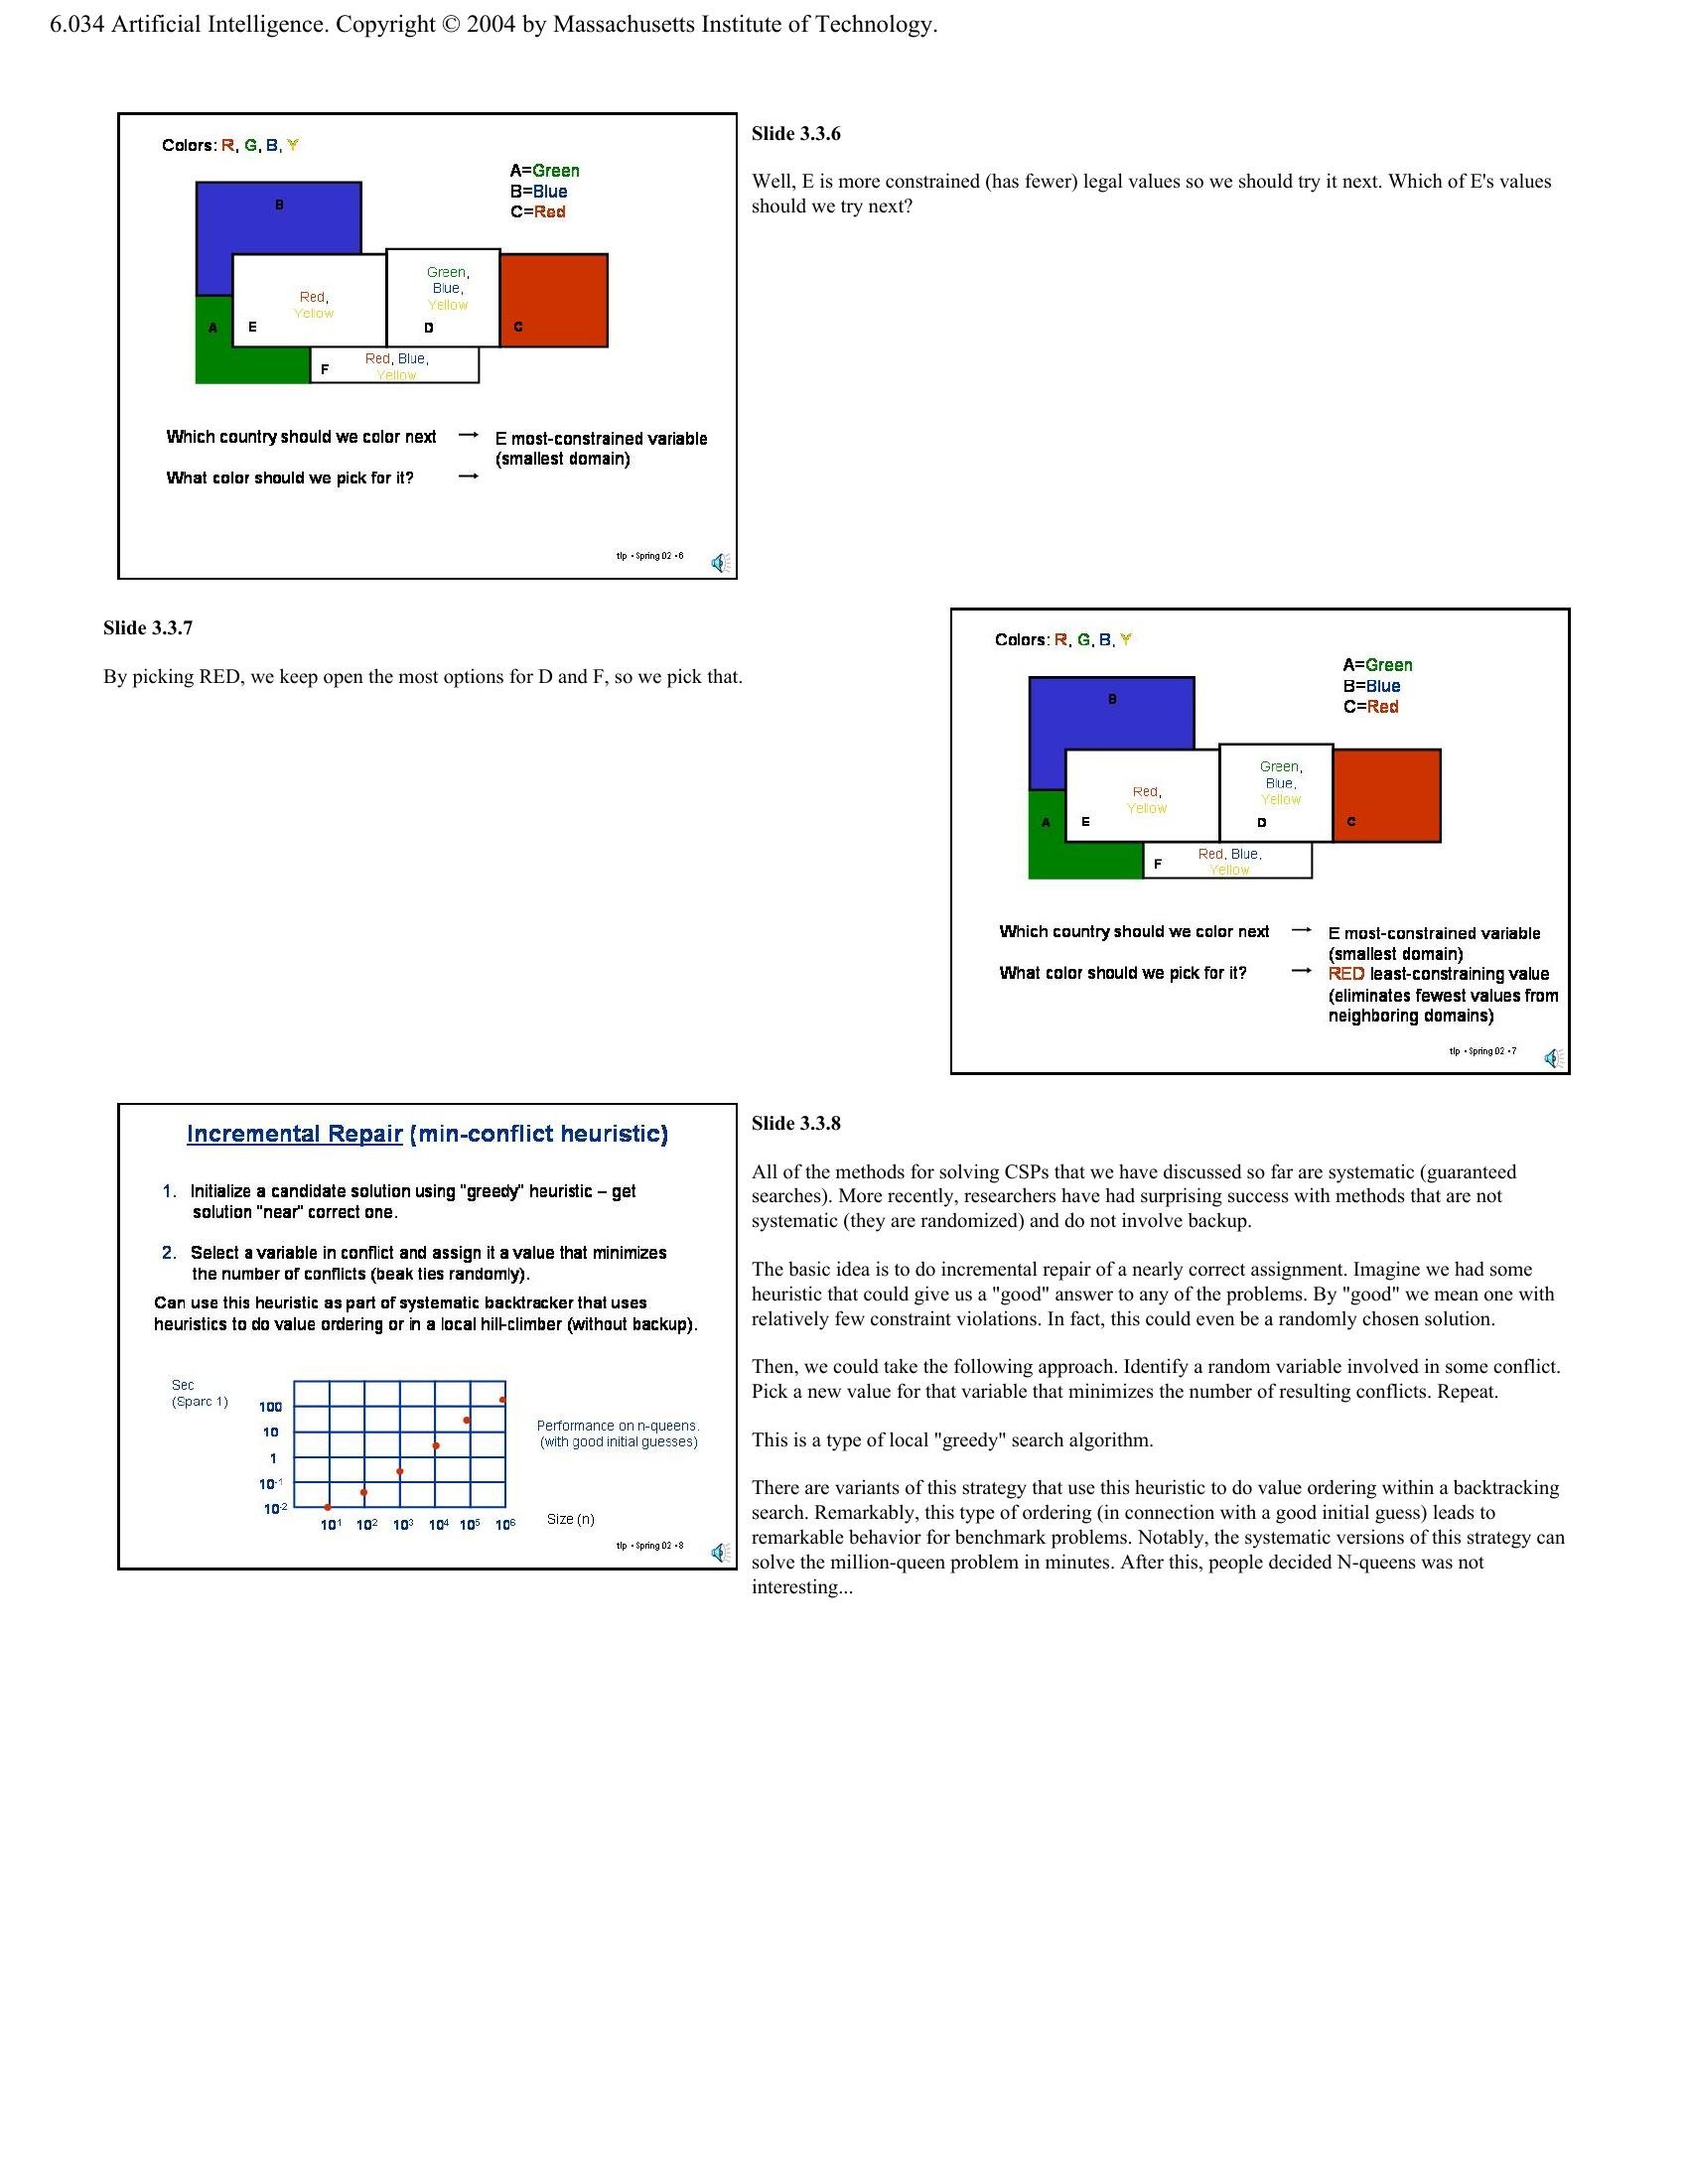 6.034 Artificial Intelligence. Copyright © 2004 by Massachusetts Institute of Technology.
Colors: R, G, B, Y
A=Green
B=Blue
C=Red
B
Green,
Blue,
Yellow
Red,
Yellow
A
E
D
C
Red, Blue,
Yellow
F
Which country should we color next → E most-constrained variable
(smallest domain)
What color should we pick for it? →
tlp • Spring 02 • 6
Slide 3.3.6
Well, E is more constrained (has fewer) legal values so we should try it next. Which of E's values
should we try next?
Slide 3.3.7
By picking RED, we keep open the most options for D and F, so we pick that.
Colors: R, G, B, Y
A=Green
B=Blue
C=Red
B
Green,
Blue,
Yellow
Red,
Yellow
A
E
D
C
Red, Blue,
Yellow
F
Which country should we color next → E most-constrained variable
(smallest domain)
What color should we pick for it? → RED least-constraining value
(eliminates fewest values from
neighboring domains)
tlp • Spring 02 • 7
Incremental Repair (min-conflict heuristic)
1. Initialize a candidate solution using "greedy" heuristic – get
solution "near" correct one.
2. Select a variable in conflict and assign it a value that minimizes
the number of conflicts (beak ties randomly).
Can use this heuristic as part of systematic backtracker that uses
heuristics to do value ordering or in a local hill-climber (without backup).
Sec
(Sparc 1)
100
10
1
10-1
10-2
10¹ 10² 10³ 10⁴ 10⁵ 10⁶
Size (n)
Performance on n-queens.
(with good initial guesses)
tlp • Spring 02 • 8
Slide 3.3.8
All of the methods for solving CSPs that we have discussed so far are systematic (guaranteed
searches). More recently, researchers have had surprising success with methods that are not
systematic (they are randomized) and do not involve backup.
The basic idea is to do incremental repair of a nearly correct assignment. Imagine we had some
heuristic that could give us a "good" answer to any of the problems. By "good" we mean one with
relatively few constraint violations. In fact, this could even be a randomly chosen solution.
Then, we could take the following approach. Identify a random variable involved in some conflict.
Pick a new value for that variable that minimizes the number of resulting conflicts. Repeat.
This is a type of local "greedy" search algorithm.
There are variants of this strategy that use this heuristic to do value ordering within a backtracking
search. Remarkably, this type of ordering (in connection with a good initial guess) leads to
remarkable behavior for benchmark problems. Notably, the systematic versions of this strategy can
solve the million-queen problem in minutes. After this, people decided N-queens was not
interesting...